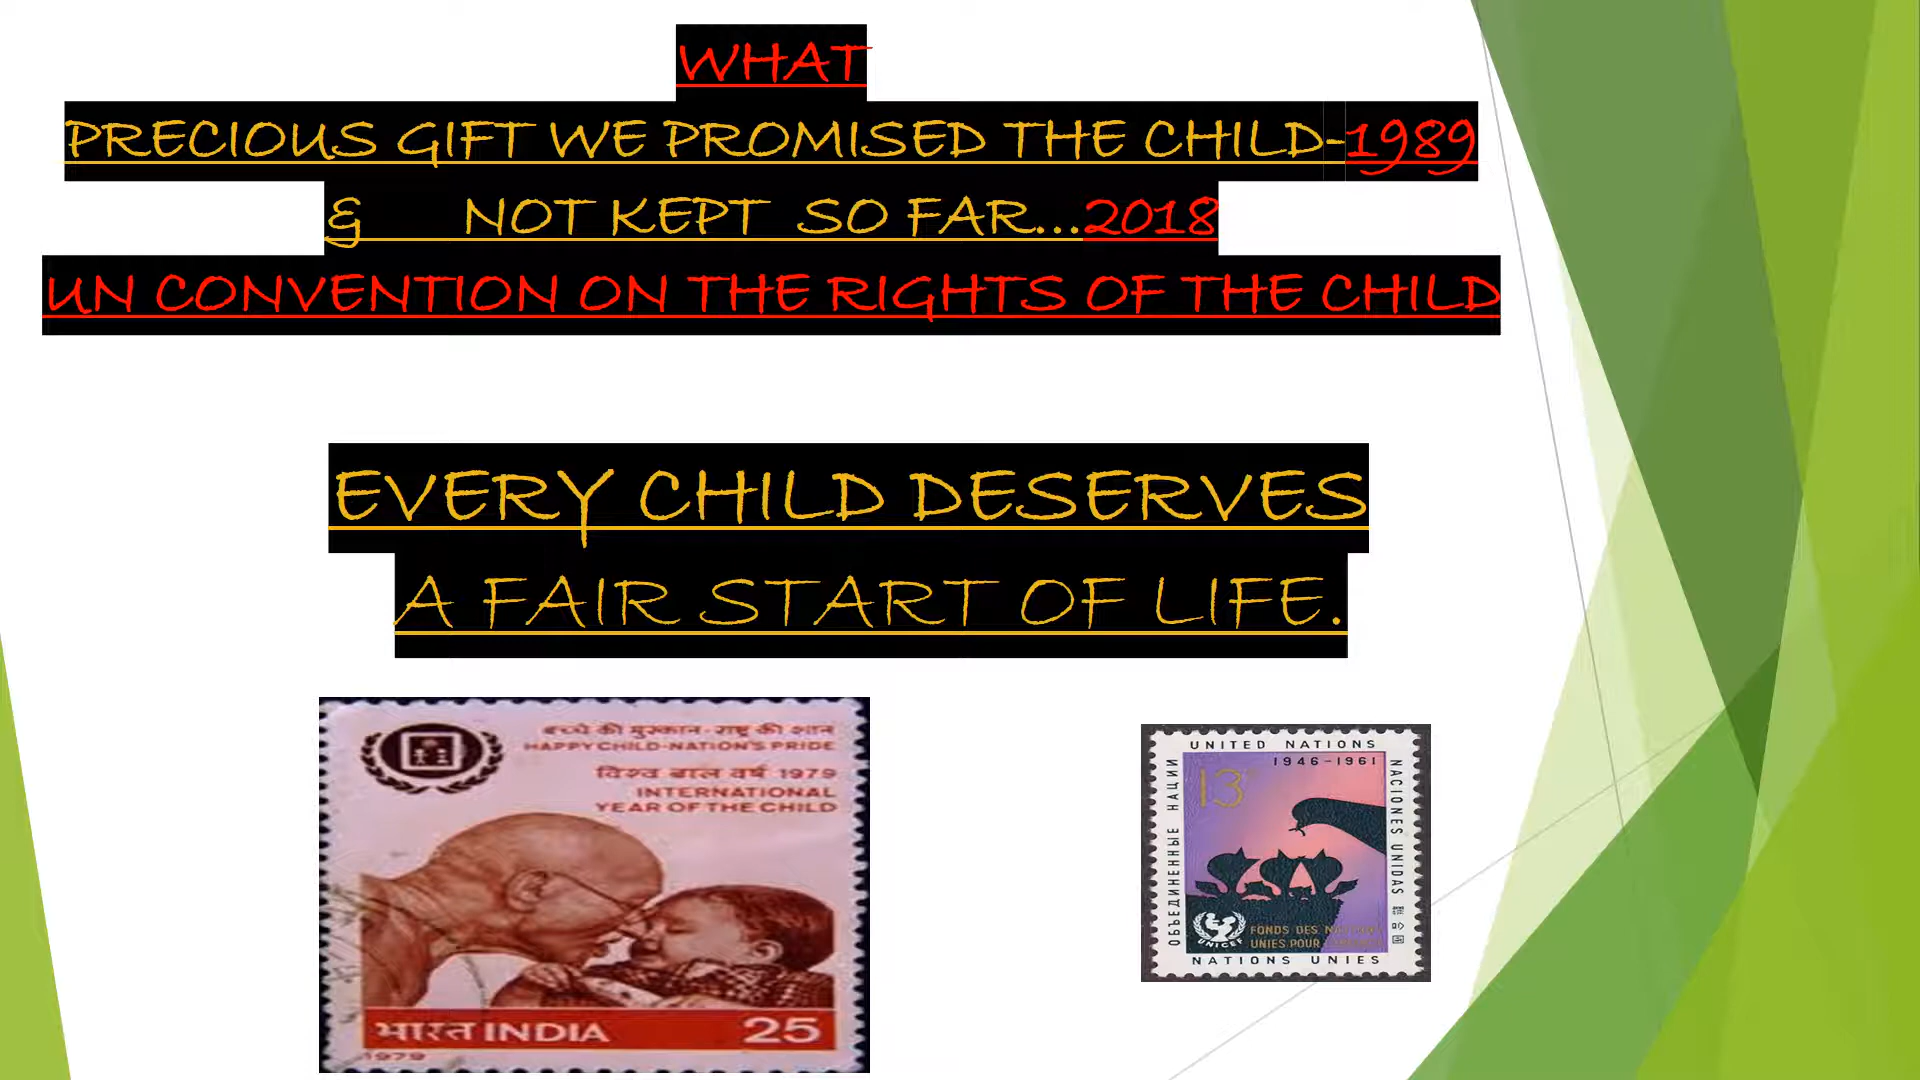 WHAT
PRECIOUS GIFT WE PROMISED THE CHILD-1989
& NOT KEPT SO FAR...2018
UN CONVENTION ON THE RIGHTS OF THE CHILD
EVERY CHILD DESERVES
A FAIR START OF LIFE.
बच्चे की मुस्कान-राष्ट्र की शान
HAPPY CHILD-NATION'S PRIDE
विश्व बाल वर्ष 1979
INTERNATIONAL
YEAR OF THE CHILD
भारत INDIA 25
1979
UNITED NATIONS
1946-1961
13c
ОБЪЕДИНЕННЫЕ НАЦИИ
NACIONES UNIDAS
UNICEF
FONDS DES
UNIES POUR
NATIONS UNIES